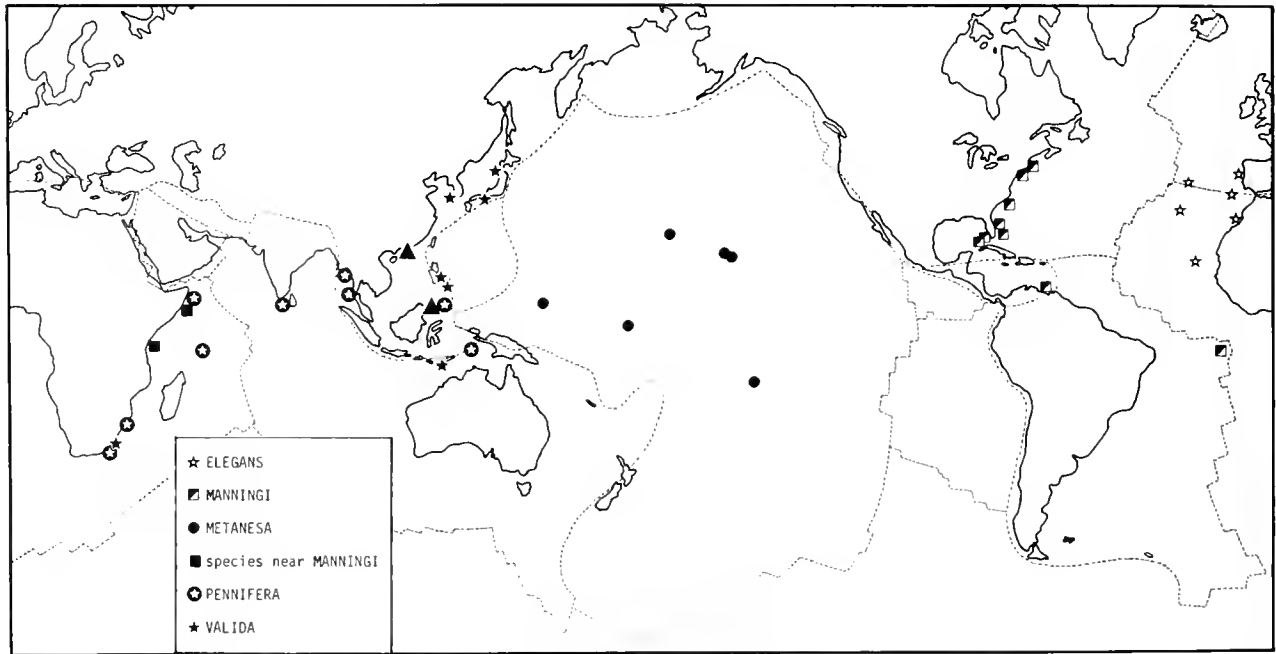 ELEGANS
MANNINGI
METANESA
species near MANNINGI
PENNIFERA
VALIDA